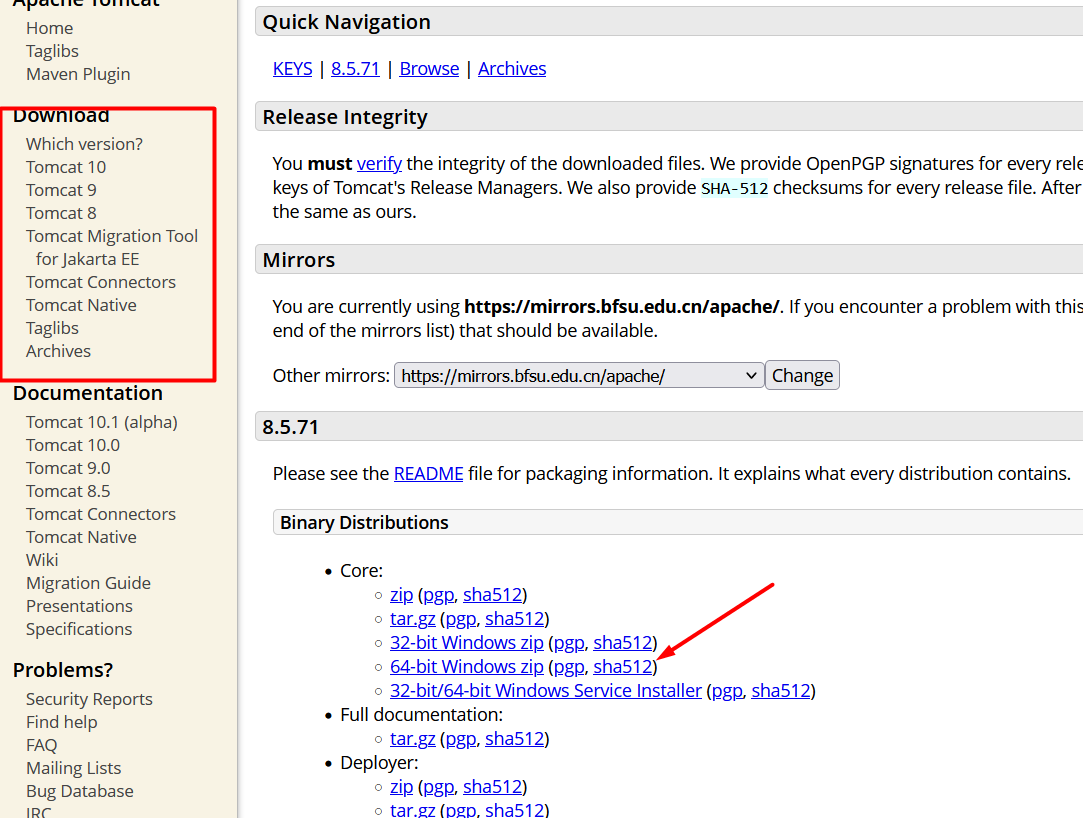 Apache Tomcat
Home
Taglibs
Maven Plugin
Download
Which version?
Tomcat 10
Tomcat 9
Tomcat 8
Tomcat Migration Tool
for Jakarta EE
Tomcat Connectors
Tomcat Native
Taglibs
Archives
Documentation
Tomcat 10.1 (alpha)
Tomcat 10.0
Tomcat 9.0
Tomcat 8.5
Tomcat Connectors
Tomcat Native
Wiki
Migration Guide
Presentations
Specifications
Problems?
Security Reports
Find help
FAQ
Mailing Lists
Bug Database
IRC
Quick Navigation
KEYS | 8.5.71 | Browse | Archives
Release Integrity
You must verify the integrity of the downloaded files. We provide OpenPGP signatures for every rele
keys of Tomcat's Release Managers. We also provide SHA-512 checksums for every release file. After
the same as ours.
Mirrors
You are currently using https://mirrors.bfsu.edu.cn/apache/. If you encounter a problem with this
end of the mirrors list) that should be available.
Other mirrors: https://mirrors.bfsu.edu.cn/apache/ Change
8.5.71
Please see the README file for packaging information. It explains what every distribution contains.
Binary Distributions
• Core:
◦ zip (pgp, sha512)
◦ tar.gz (pgp, sha512)
◦ 32-bit Windows zip (pgp, sha512)
◦ 64-bit Windows zip (pgp, sha512)
◦ 32-bit/64-bit Windows Service Installer (pgp, sha512)
• Full documentation:
◦ tar.gz (pgp, sha512)
• Deployer:
◦ zip (pgp, sha512)
◦ tar.gz (pgp, sha512)